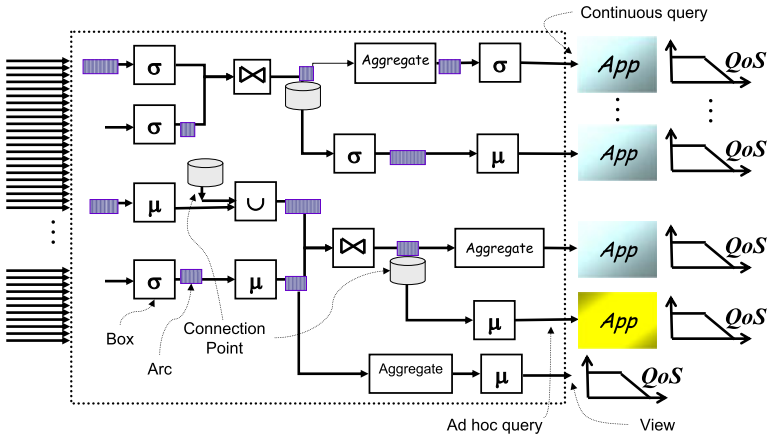 Continuous query
σ
⋈
Aggregate
σ
App
QoS
σ
σ
μ
App
QoS
μ
∪
⋈
Aggregate
App
QoS
σ
μ
Box
Arc
Connection
Point
μ
App
QoS
Aggregate
μ
QoS
Ad hoc query
View